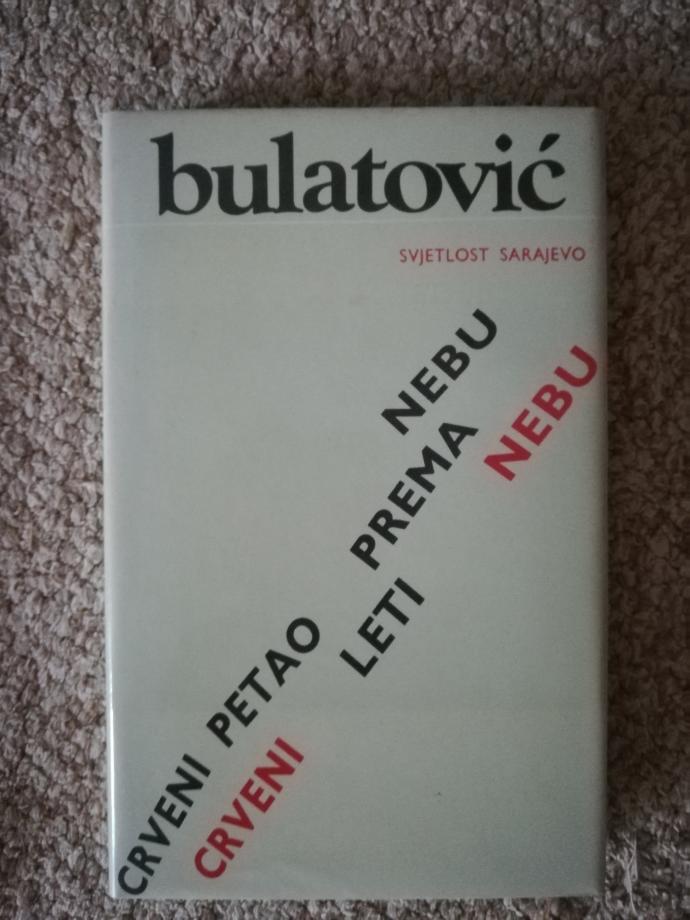 bulatović
SVJETLOST SARAJEVO
CRVENI PETAO
LETI
PREMA
NEBU
CRVENI
NEBU